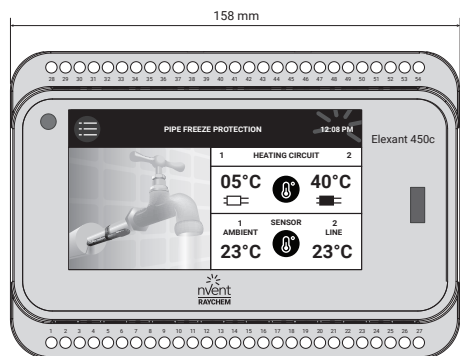 158 mm
28 29 30 31 32 33 34 35 36 37 38 39 40 41 42 43 44 45 46 47 48 49 50 51 52 53 54
PIPE FREEZE PROTECTION 12:08 PM
Elexant 450c
1 HEATING CIRCUIT 2
05°C 40°C
1 SENSOR 2
AMBIENT LINE
23°C 23°C
nvent
RAYCHEM
1 2 3 4 5 6 7 8 9 10 11 12 13 14 15 16 17 18 19 20 21 22 23 24 25 26 27